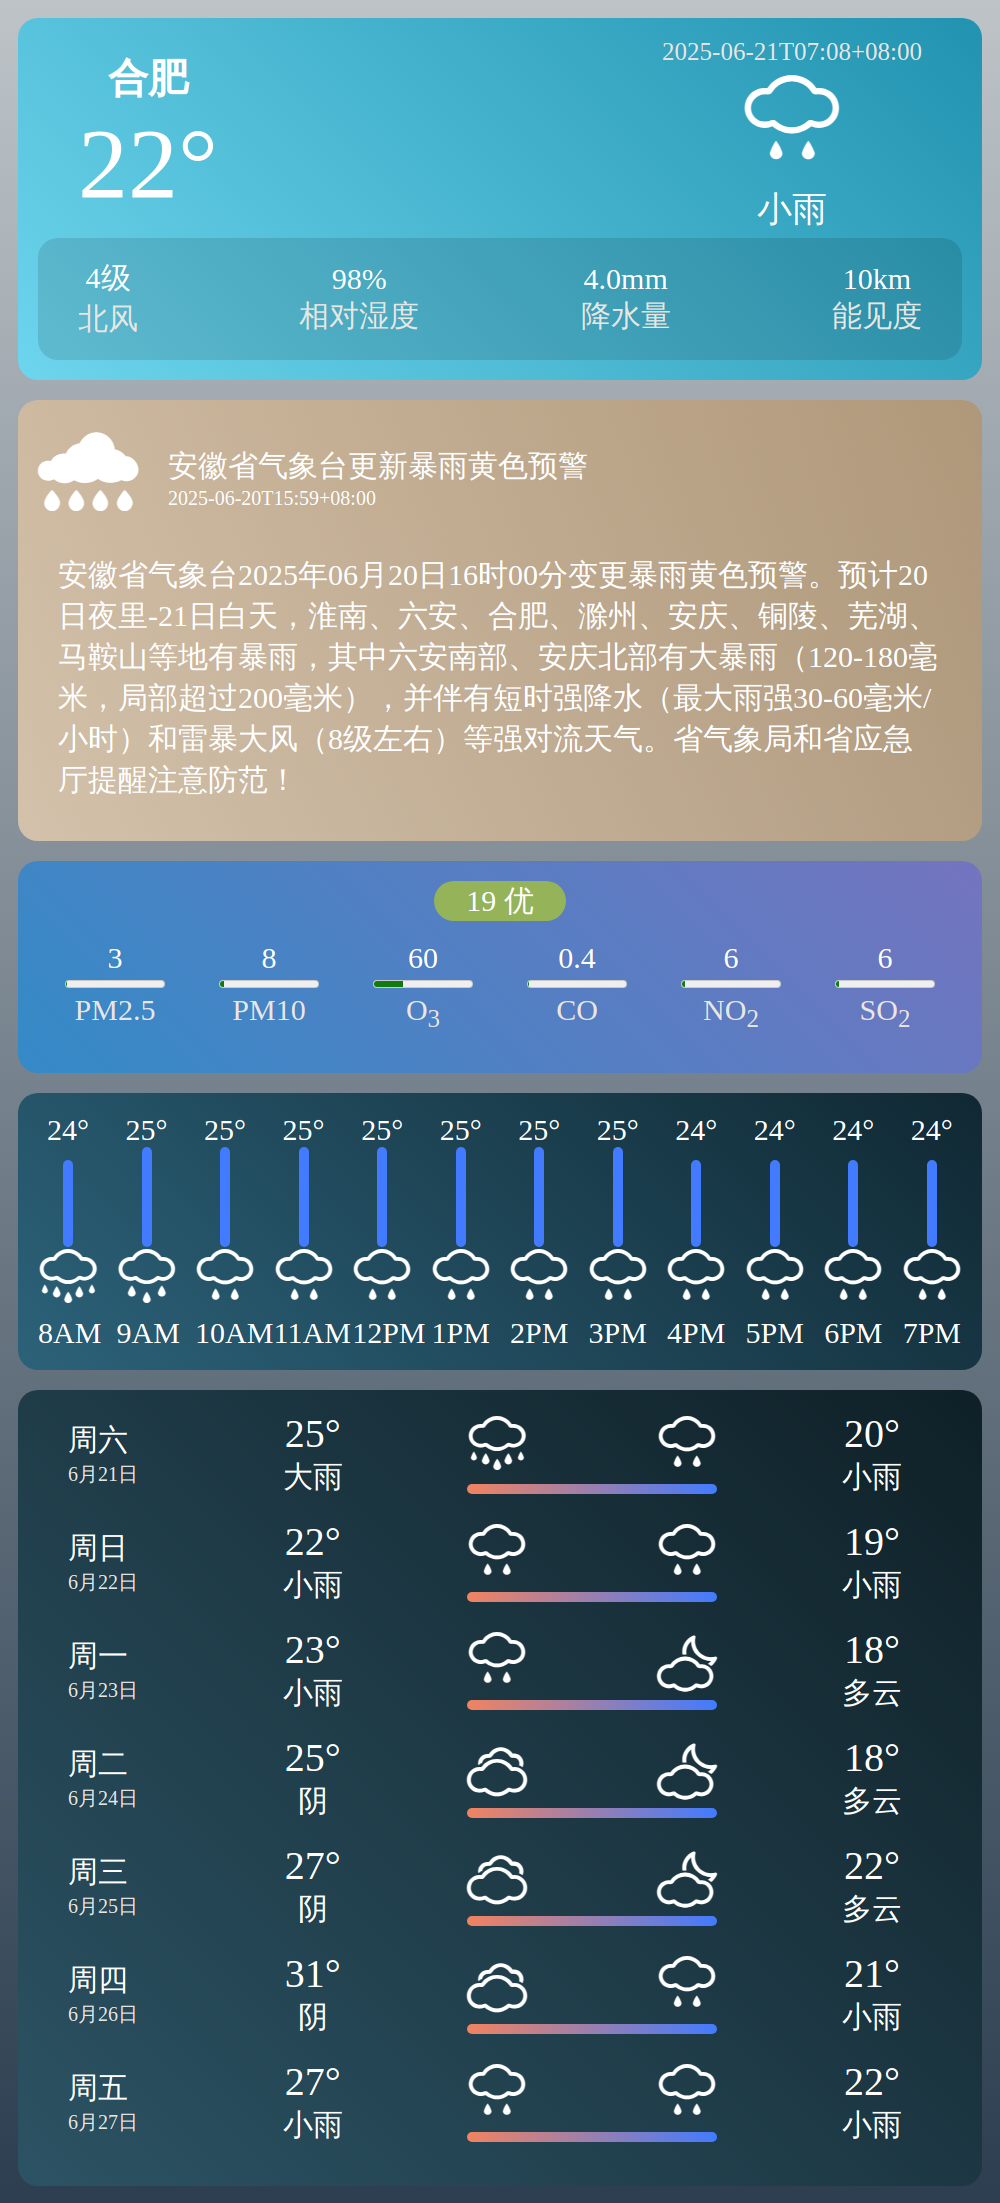 合肥
22°
2025-06-21T07:08+08:00
小雨
4级 98% 4.0mm 10km
北风 相对湿度 降水量 能见度
安徽省气象台更新暴雨黄色预警
2025-06-20T15:59+08:00
安徽省气象台2025年06月20日16时00分变更暴雨黄色预警。预计20
日夜里-21日白天，淮南、六安、合肥、滁州、安庆、铜陵、芜湖、
马鞍山等地有暴雨，其中六安南部、安庆北部有大暴雨（120-180毫
米，局部超过200毫米），并伴有短时强降水（最大雨强30-60毫米/
小时）和雷暴大风（8级左右）等强对流天气。省气象局和省应急
厅提醒注意防范！
19 优
3 8 60 0.4 6 6
PM2.5 PM10 O3 CO NO2 SO2
24° 25° 25° 25° 25° 25° 25° 25° 24° 24° 24° 24°
8AM 9AM 10AM 11AM 12PM 1PM 2PM 3PM 4PM 5PM 6PM 7PM
周六 25° 20°
6月21日 大雨 小雨
周日 22° 19°
6月22日 小雨 小雨
周一 23° 18°
6月23日 小雨 多云
周二 25° 18°
6月24日 阴 多云
周三 27° 22°
6月25日 阴 多云
周四 31° 21°
6月26日 阴 小雨
周五 27° 22°
6月27日 小雨 小雨